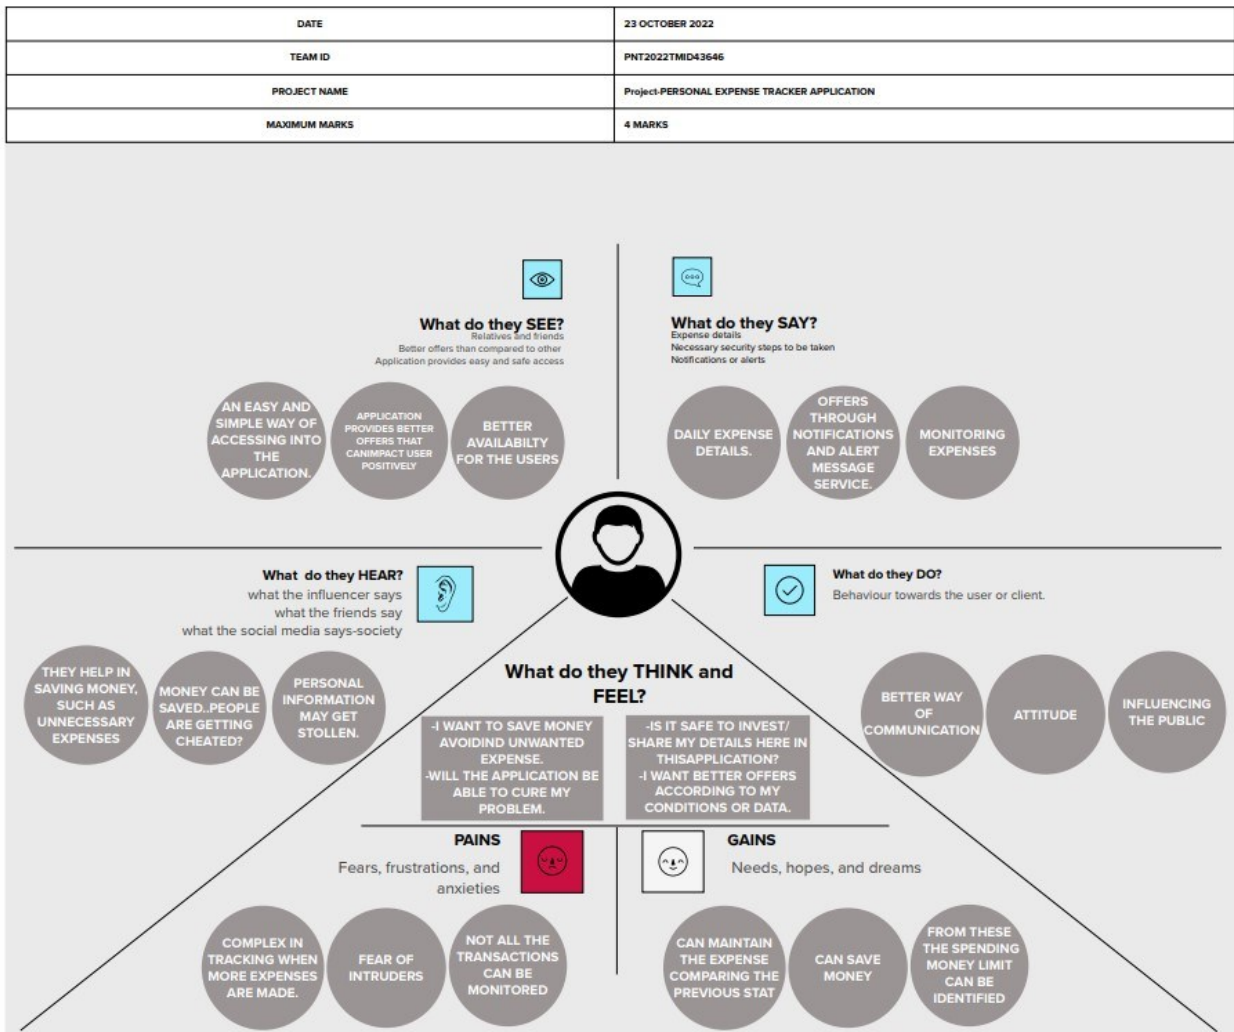 DATE
23 OCTOBER 2022
TEAM ID
PNT2022TMID43646
PROJECT NAME
Project-PERSONAL EXPENSE TRACKER APPLICATION
MAXIMUM MARKS
4 MARKS
What do they SEE?
Relatives and friends
Better offers than compared to other
Application provides easy and safe access
AN EASY AND
SIMPLE WAY OF
ACCESSING INTO
THE
APPLICATION.
APPLICATION
PROVIDES BETTER
OFFERS THAT
CANIMPACT USER
POSITIVELY
BETTER
AVAILABILTY
FOR THE USERS
What do they SAY?
Expense details
Necessary security steps to be taken
Notifications or alerts
DAILY EXPENSE
DETAILS.
OFFERS
THROUGH
NOTIFICATIONS
AND ALERT
MESSAGE
SERVICE.
MONITORING
EXPENSES
What do they HEAR?
what the influencer says
what the friends say
what the social media says-society
THEY HELP IN
SAVING MONEY,
SUCH AS
UNNECESSARY
EXPENSES
MONEY CAN BE
SAVED..PEOPLE
ARE GETTING
CHEATED?
PERSONAL
INFORMATION
MAY GET
STOLLEN.
What do they DO?
Behaviour towards the user or client.
BETTER WAY
OF
COMMUNICATION
ATTITUDE
INFLUENCING
THE PUBLIC
What do they THINK and
FEEL?
-I WANT TO SAVE MONEY
AVOIDIND UNWANTED
EXPENSE.
-WILL THE APPLICATION BE
ABLE TO CURE MY
PROBLEM.
-IS IT SAFE TO INVEST/
SHARE MY DETAILS HERE IN
THISAPPLICATION?
-I WANT BETTER OFFERS
ACCORDING TO MY
CONDITIONS OR DATA.
PAINS
Fears, frustrations, and
anxieties
COMPLEX IN
TRACKING WHEN
MORE EXPENSES
ARE MADE.
FEAR OF
INTRUDERS
NOT ALL THE
TRANSACTIONS
CAN BE
MONITORED
GAINS
Needs, hopes, and dreams
CAN MAINTAIN
THE EXPENSE
COMPARING THE
PREVIOUS STAT
CAN SAVE
MONEY
FROM THESE
THE SPENDING
MONEY LIMIT
CAN BE
IDENTIFIED